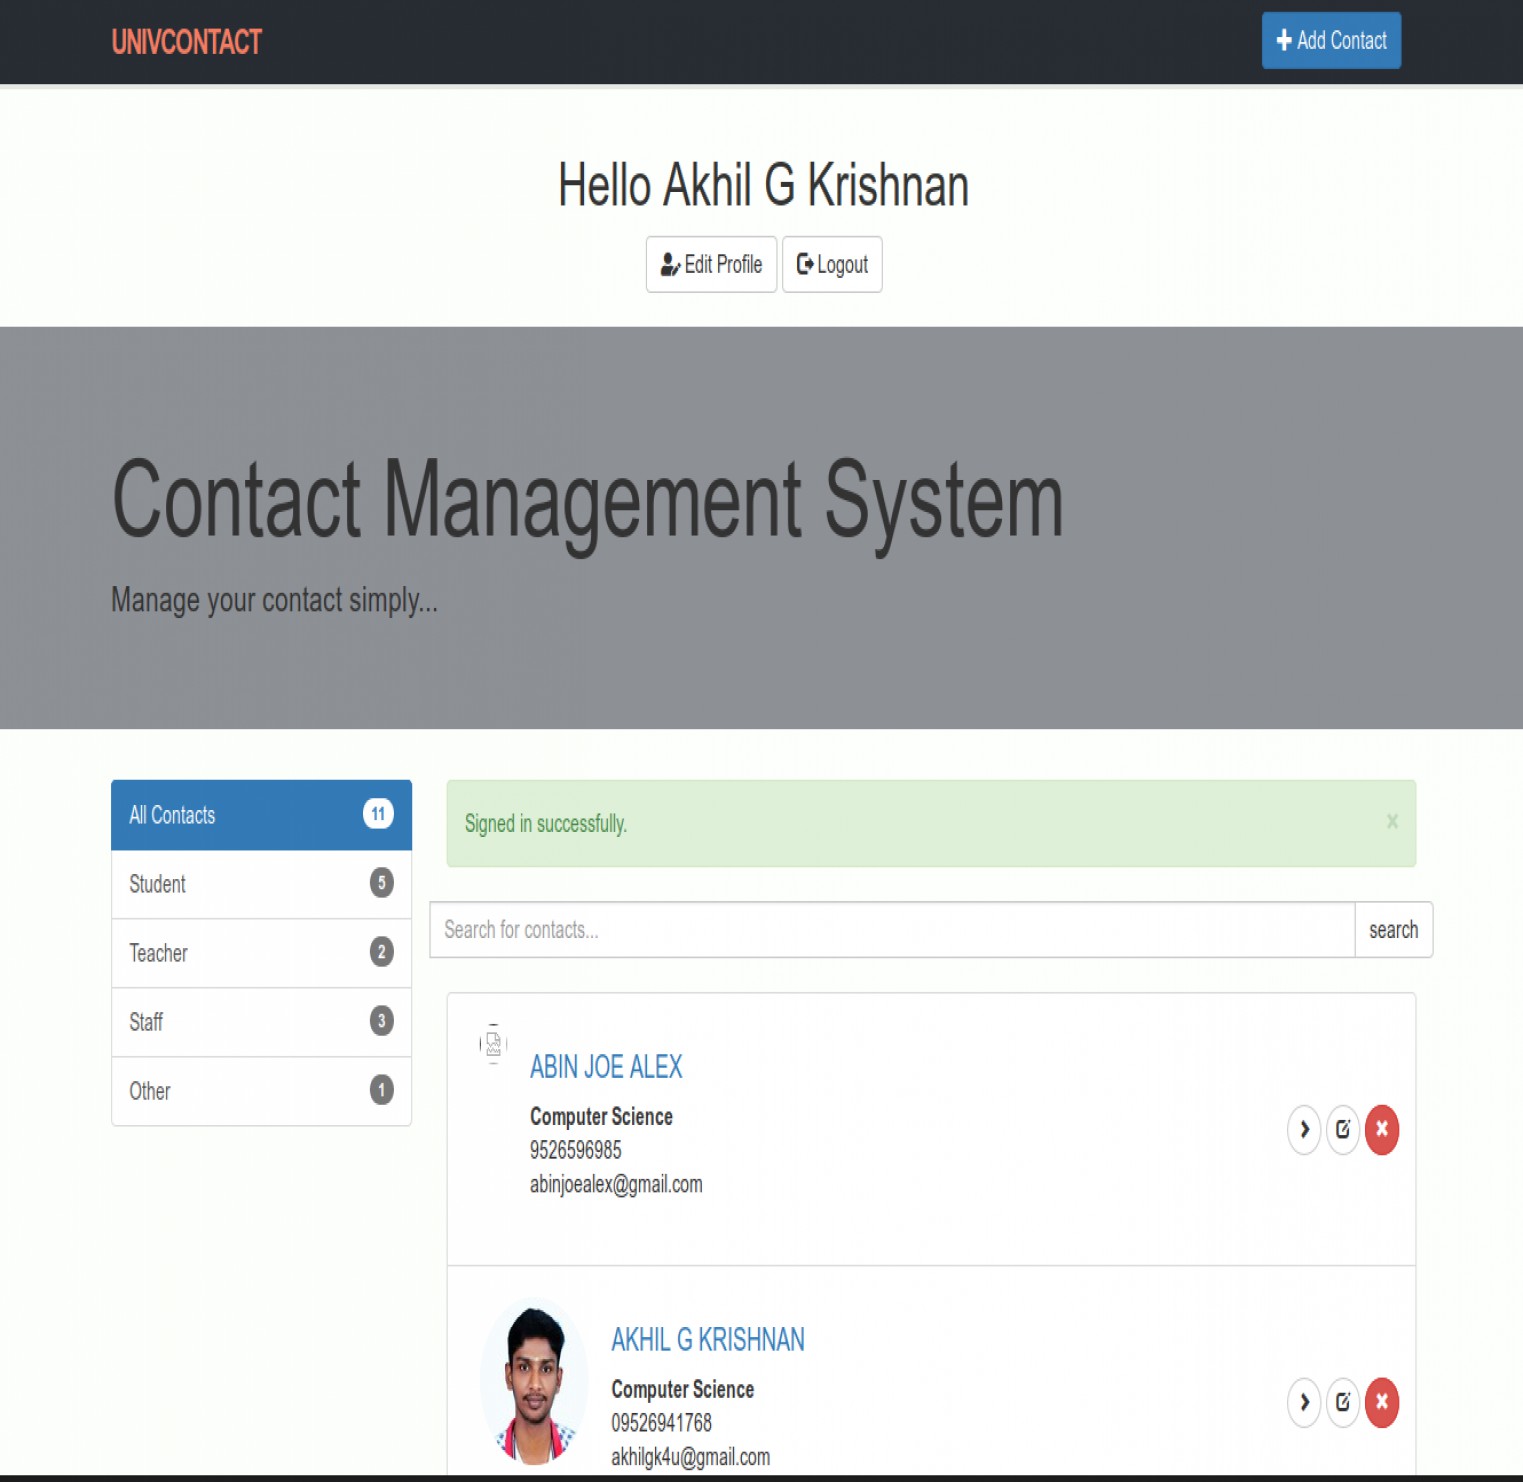 UNIVCONTACT
Add Contact
Hello Akhil G Krishnan
Edit Profile
Logout
Contact Management System
Manage your contact simply...
All Contacts 11
Student 5
Teacher 2
Staff 3
Other 1
Signed in successfully.
Search for contacts...
search
ABIN JOE ALEX
Computer Science
9526596985
abinjoealex@gmail.com
AKHIL G KRISHNAN
Computer Science
09526941768
akhilgk4u@gmail.com